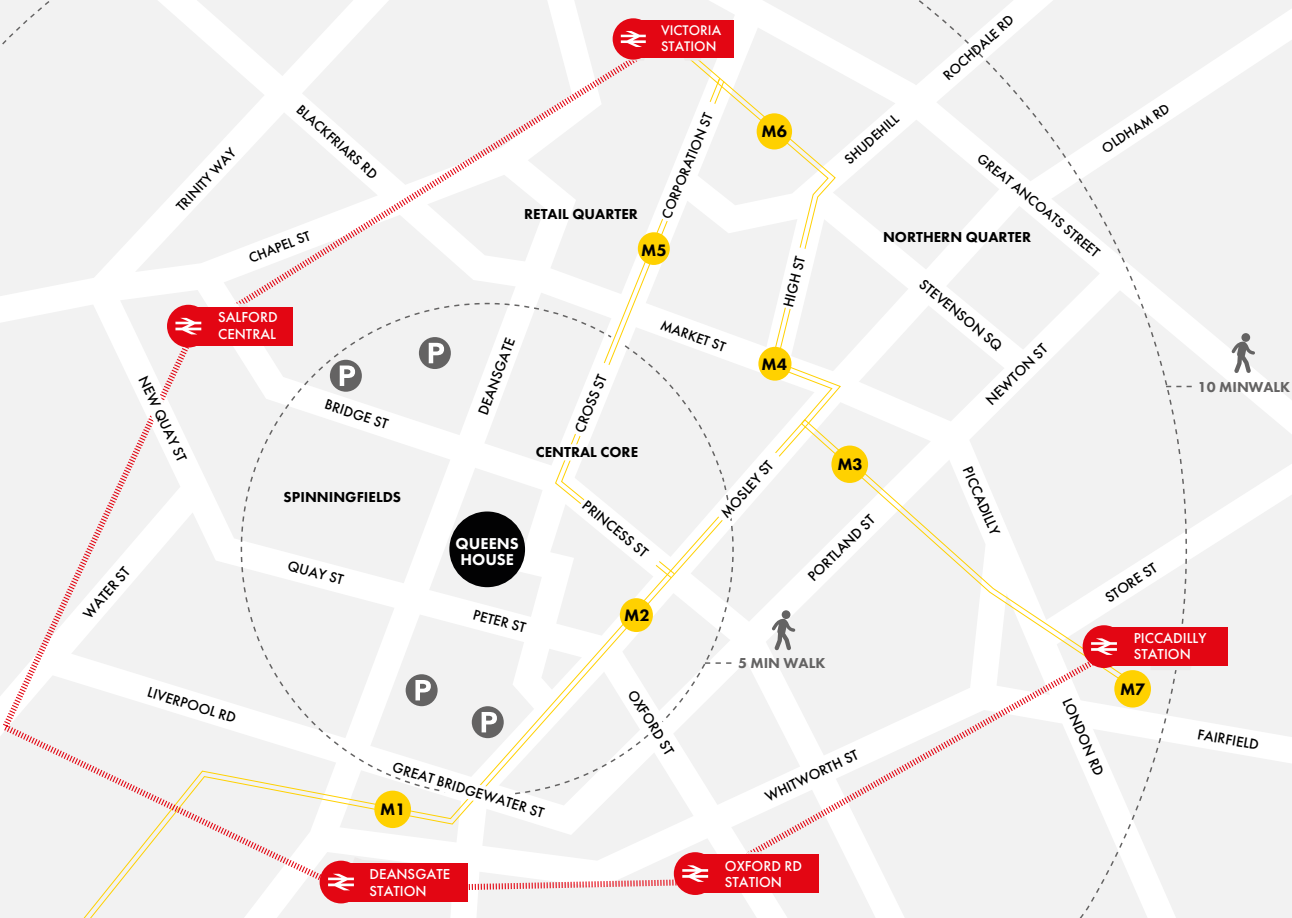 VICTORIA
STATION
ROCHDALE RD
M6
BLACKFRIARS RD
SHUDEHILL
OLDHAM RD
TRINITY WAY
CORPORATION ST
GREAT ANCOATS STREET
RETAIL QUARTER
NORTHERN QUARTER
CHAPEL ST
M5
HIGH ST
STEVENSON SQ
SALFORD
CENTRAL
MARKET ST
P
P
DEANSGATE
M4
NEWTON ST
10 MINWALK
NEW QUAY ST
BRIDGE ST
CROSS ST
CENTRAL CORE
M3
MOSLEY ST
PICCADILLY
SPINNINGFIELDS
PRINCESS ST
QUEENS
HOUSE
PORTLAND ST
QUAY ST
WATER ST
STORE ST
M2
PETER ST
PICCADILLY
STATION
5 MIN WALK
P
P
M7
LIVERPOOL RD
OXFORD ST
LONDON RD
FAIRFIELD
GREAT BRIDGEWATER ST
WHITWORTH ST
M1
DEANSGATE
STATION
OXFORD RD
STATION